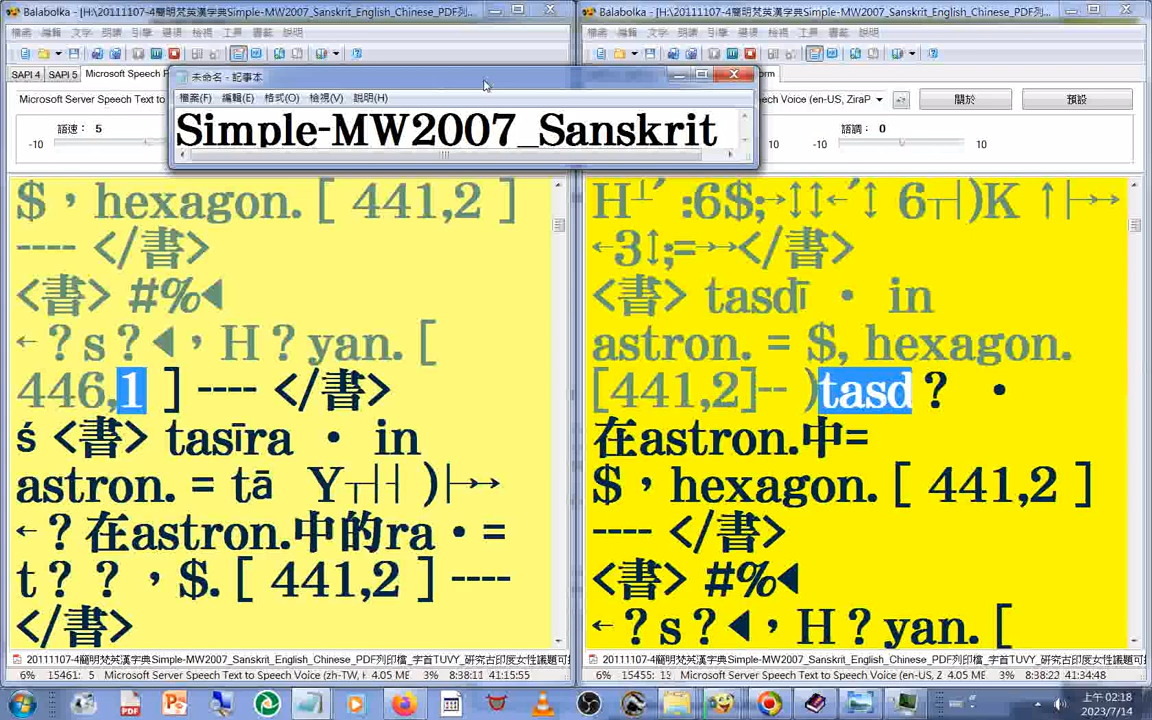 Balabolka - [H:\20111107-4簡明梵英漢字典Simple-MW2007_Sanskrit_English_Chinese_PDF列...
Balabolka - [H:\20111107-4簡明梵英漢字典Simple-MW2007_Sanskrit_English_Chinese_PDF列...
SAPI 4 SAPI 5 Microsoft Speech P
未命名 - 記事本
檔案(F) 編輯(E) 格式(O) 檢視(V) 說明(H)
Simple-MW2007_Sanskrit
Microsoft Server Speech Text to
ech Voice (en-US, ZiraP
關於
預設
語速: 5
-10
語調: 0
-10 10
$,hexagon.[ 441,2 ]
---- </書>
<書> #%◀
←?s?◀,H?yan.[
446,1 ] ---- </書>
ś <書> tasīra • in
astron. = tā Y┬┤┤ )├→→
←?在astron.中的ra•=
t??,$.[ 441,2 ] ----
</書>
H┴′ :6$;→↕↕←′↕ 6┬┤)K ↑├→→
←3↕;=→→</書>
<書> tasdī • in
astron. = $, hexagon.
[441,2]-- )tasd? •
在astron.中=
$,hexagon.[ 441,2 ]
---- </書>
<書> #%◀
←?s?◀,H?yan.[
20111107-4簡明梵英漢字典Simple-MW2007_Sanskrit_English_Chinese_PDF列印檔_字首TUVY_研究古印度女性議題可
20111107-4簡明梵英漢字典Simple-MW2007_Sanskrit_English_Chinese_PDF列印檔_字首TUVY_研究古印度女性議題可
6% 15461: 5 Microsoft Server Speech Text to Speech Voice (zh-TW, H 4.05 ME 3% 8:38:11 41:15:55
6% 15455: 13 Microsoft Server Speech Text to Speech Voice (en-US, Z 4.05 ME 3% 8:38:11 41:34:48
上午 02:18
2023/7/14